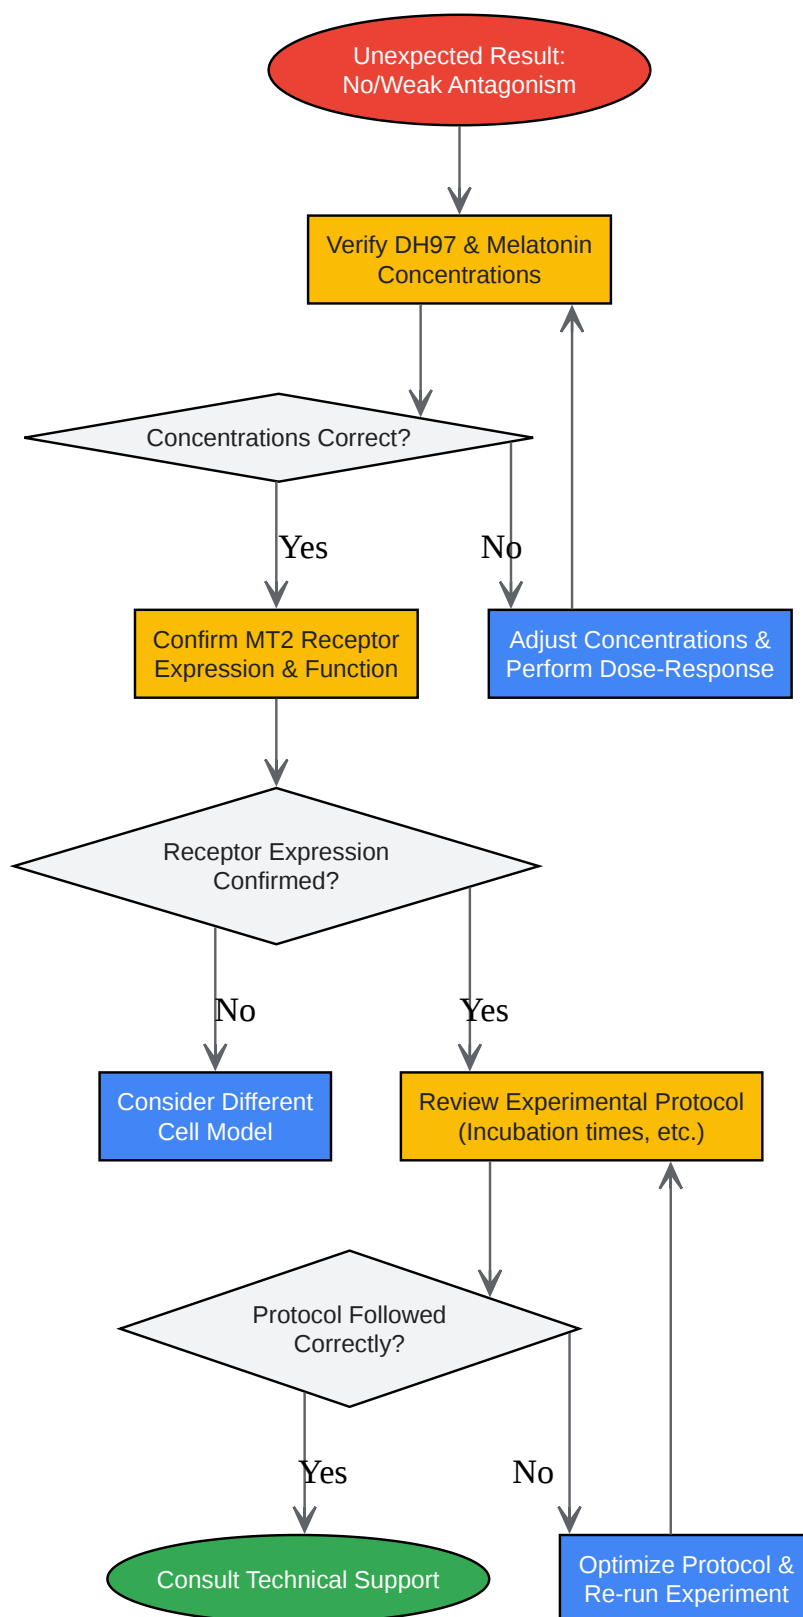 Unexpected Result:
No/Weak Antagonism
Verify DH97 & Melatonin
Concentrations
Concentrations Correct?
Yes
No
Confirm MT2 Receptor
Expression & Function
Adjust Concentrations &
Perform Dose-Response
Receptor Expression
Confirmed?
No
Yes
Consider Different
Cell Model
Review Experimental Protocol
(Incubation times, etc.)
Protocol Followed
Correctly?
Yes
No
Consult Technical Support
Optimize Protocol &
Re-run Experiment